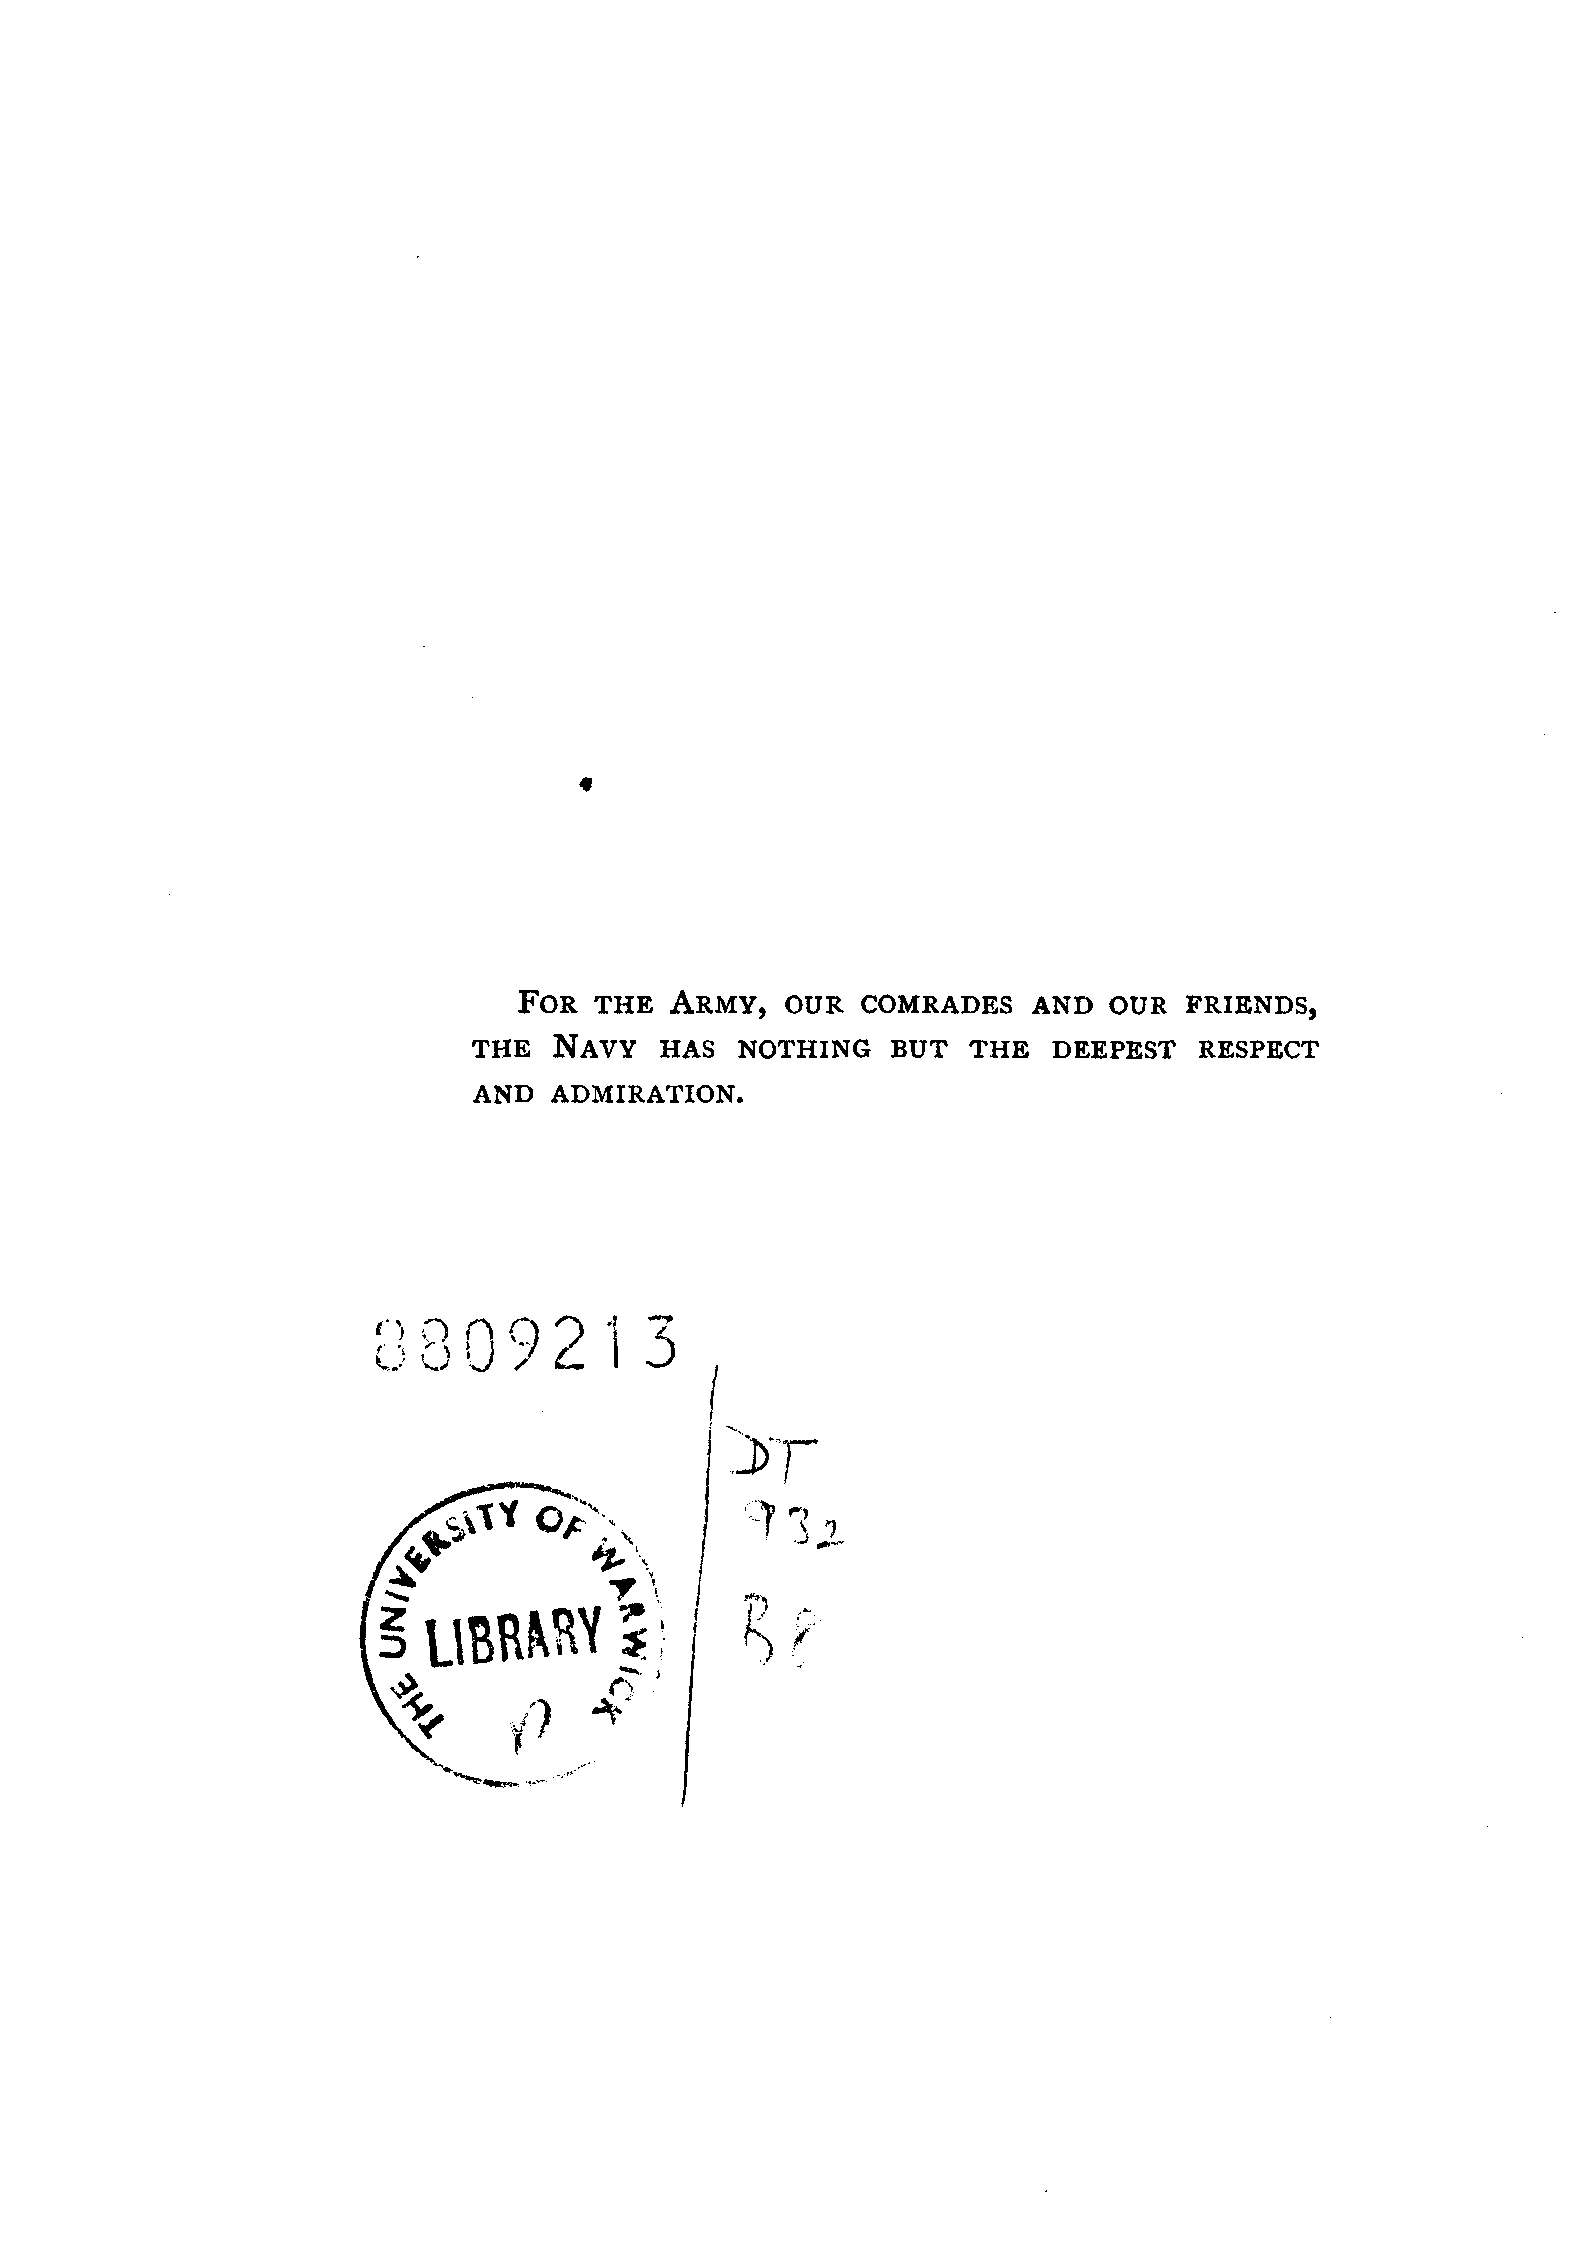 FOR THE ARMY, OUR COMRADES AND OUR FRIENDS,
THE NAVY HAS NOTHING BUT THE DEEPEST RESPECT
AND ADMIRATION.
8809213
DT
932
THE UNIVERSITY OF WARWICK
LIBRARY